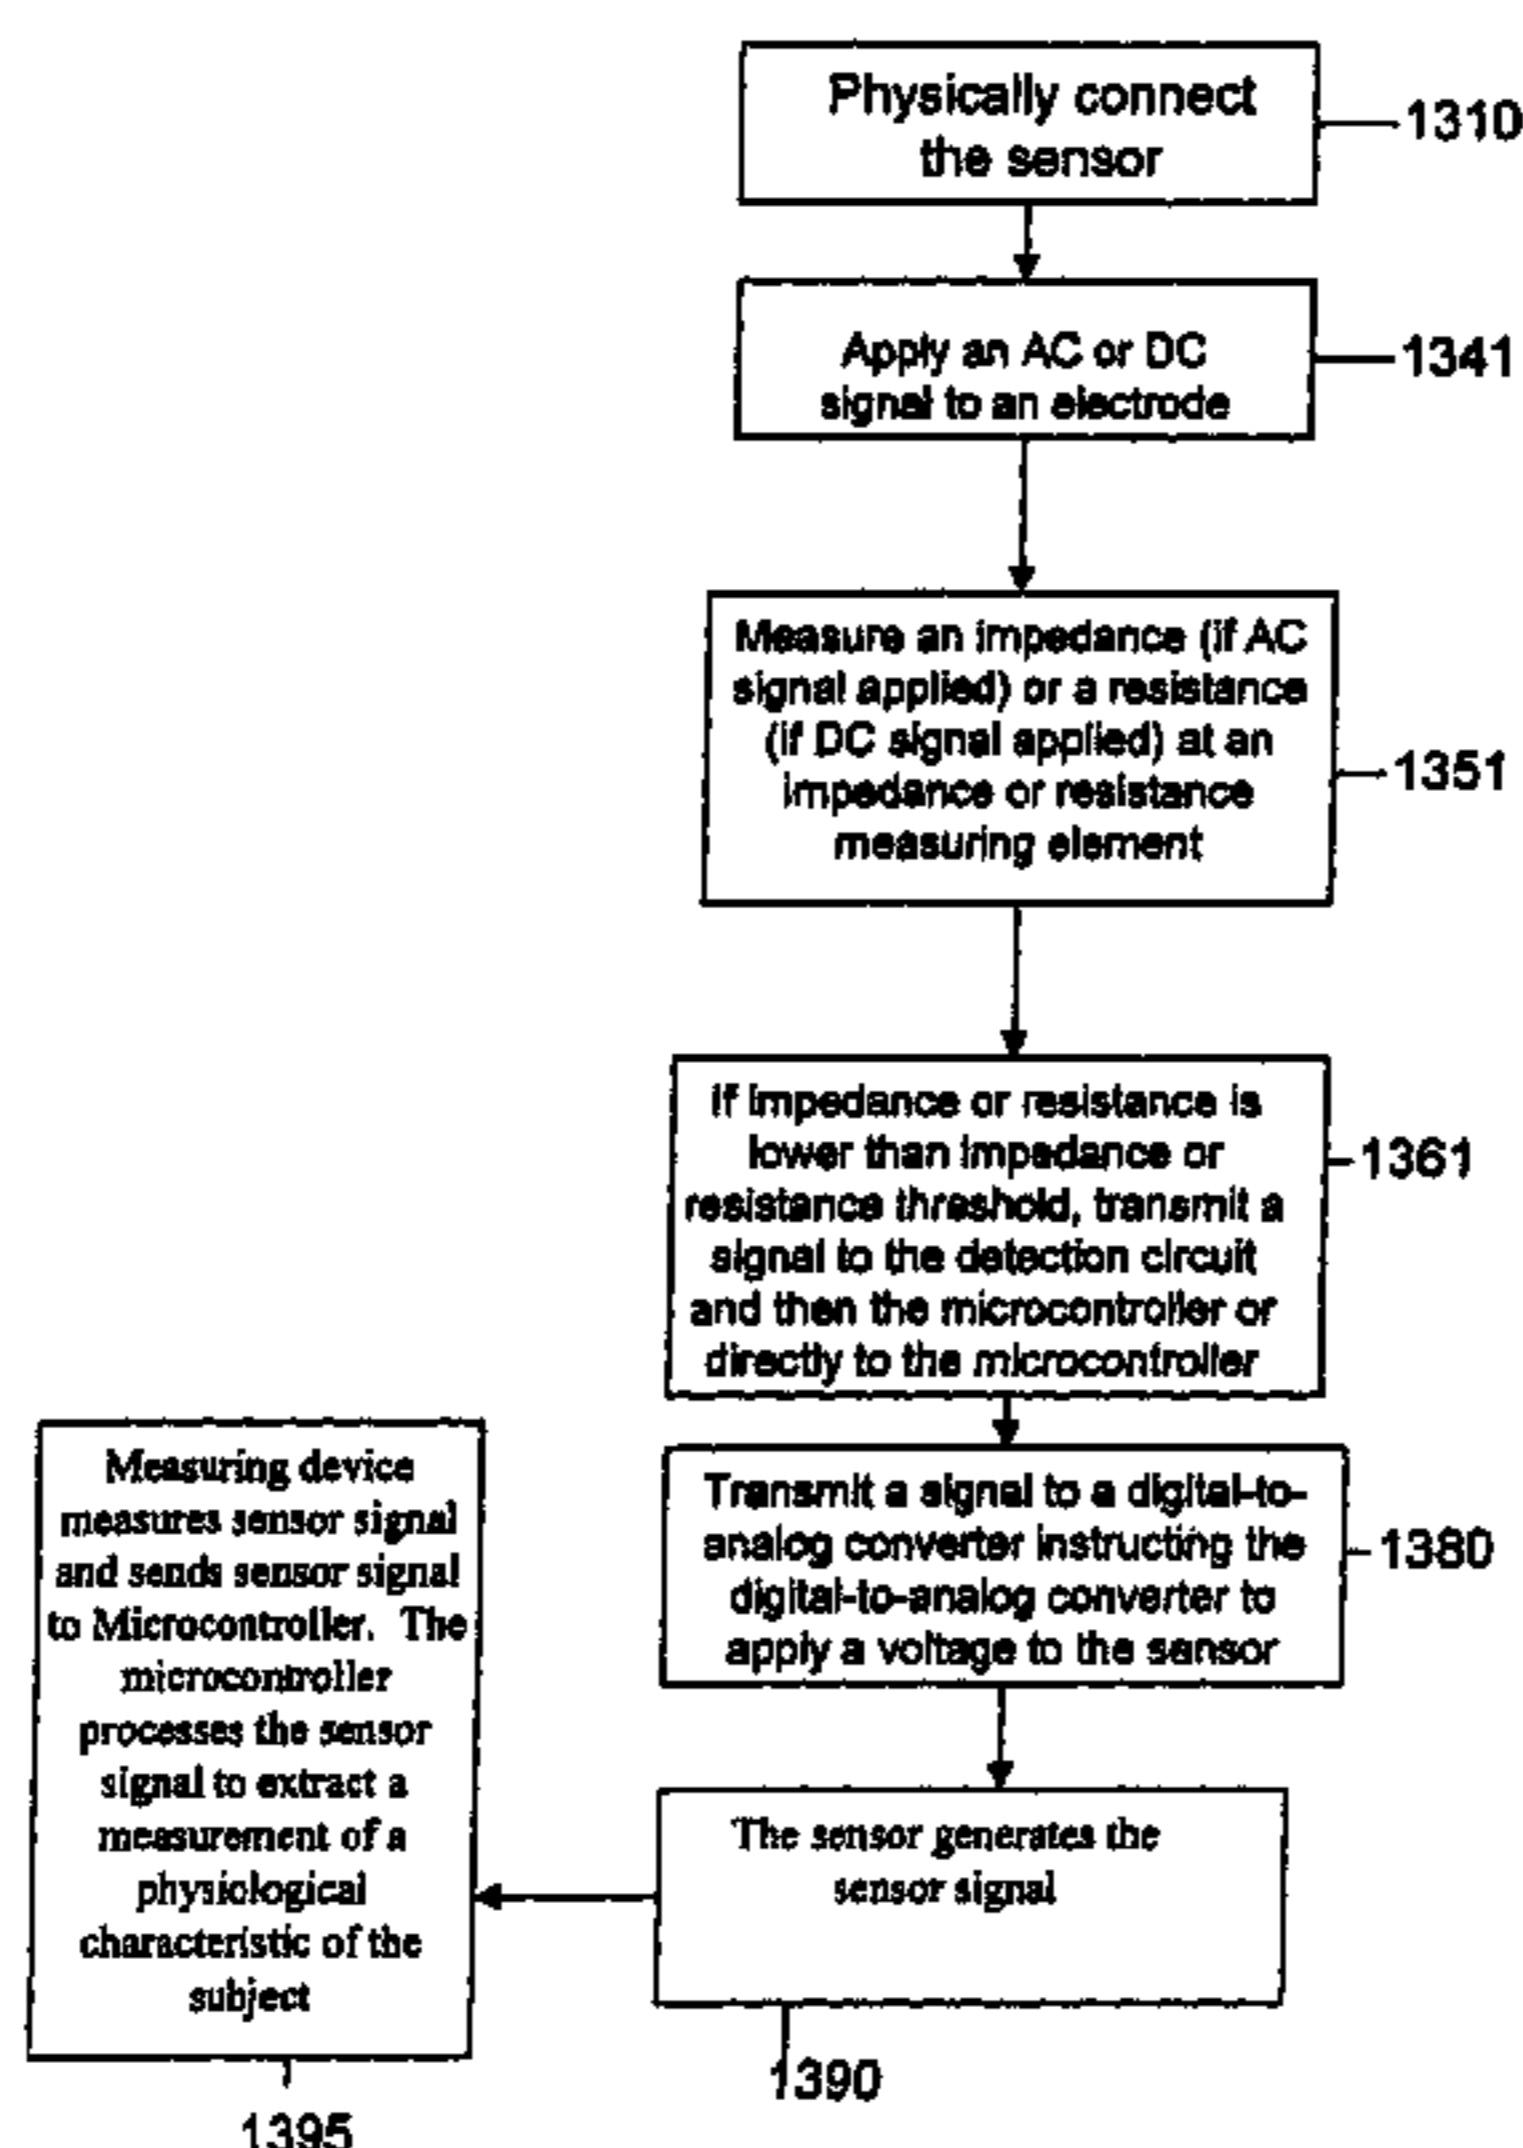 Physically connect
the sensor
1310
Apply an AC or DC
signal to an electrode
1341
Measure an impedance (if AC
signal applied) or a resistance
(if DC signal applied) at an
impedance or resistance
measuring element
1351
If impedance or resistance is
lower than impedance or
resistance threshold, transmit a
signal to the detection circuit
and then the microcontroller or
directly to the microcontroller
1361
Transmit a signal to a digital-to-
analog converter instructing the
digital-to-analog converter to
apply a voltage to the sensor
1380
The sensor generates the
sensor signal
1390
Measuring device
measures sensor signal
and sends sensor signal
to Microcontroller. The
microcontroller
processes the sensor
signal to extract a
measurement of a
physiological
characteristic of the
subject
1395